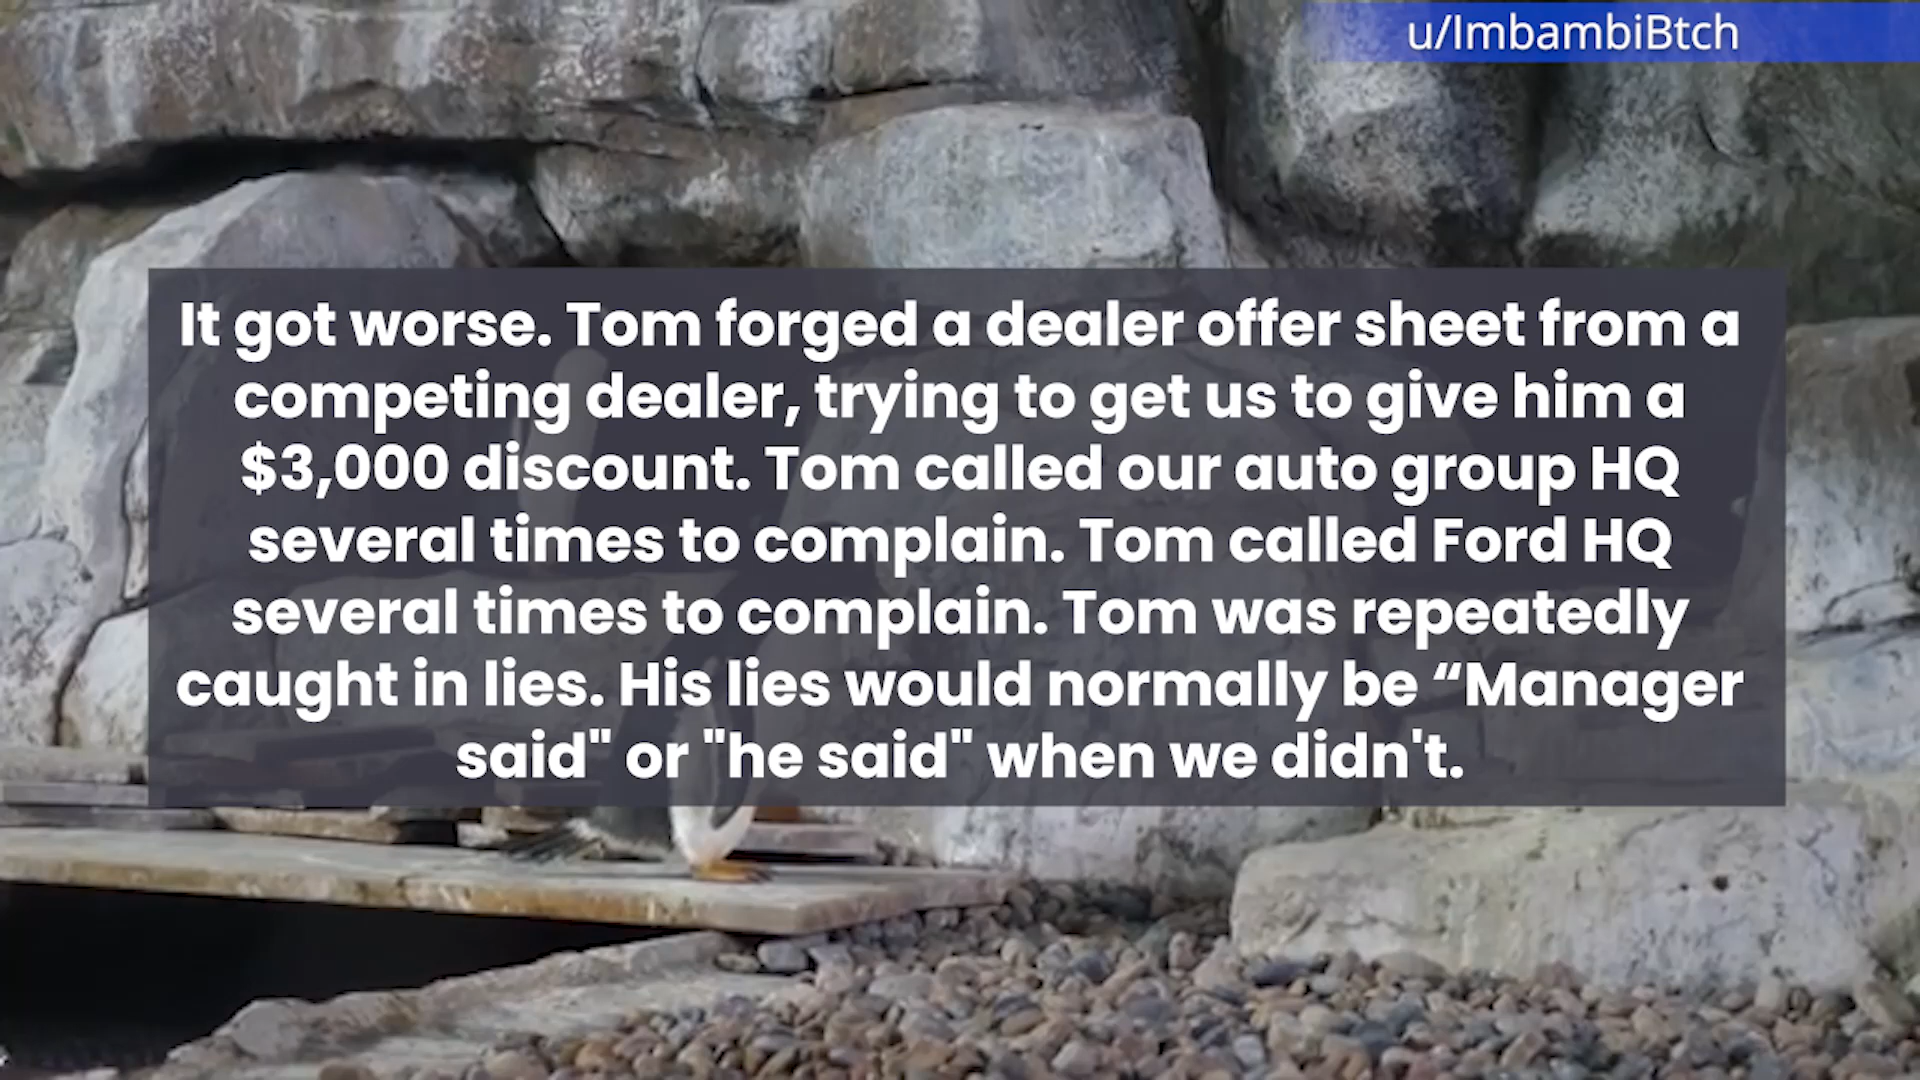 u/ImbambiBtch
It got worse. Tom forged a dealer offer sheet from a
competing dealer, trying to get us to give him a
$3,000 discount. Tom called our auto group HQ
several times to complain. Tom called Ford HQ
several times to complain. Tom was repeatedly
caught in lies. His lies would normally be “Manager
said" or "he said" when we didn't.